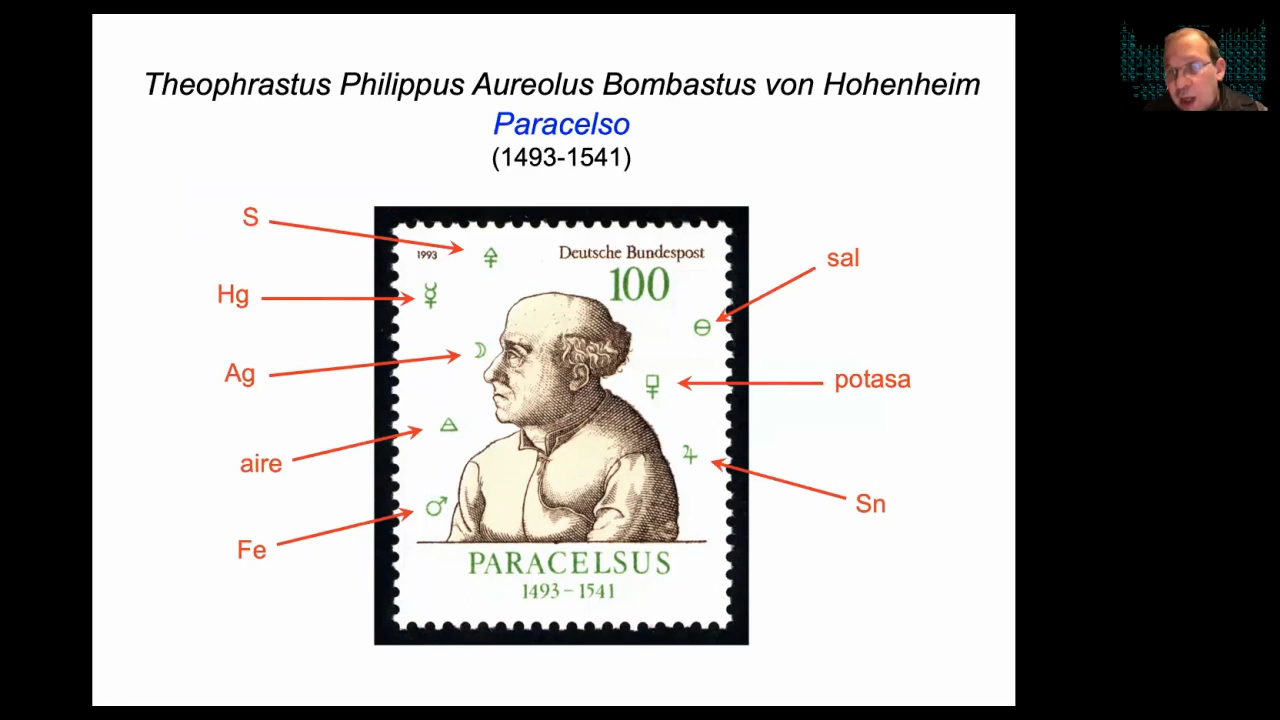 Theophrastus Philippus Aureolus Bombastus von Hohenheim
Paracelso
(1493-1541)
S
Hg
Ag
aire
Fe
1993
Deutsche Bundespost
100
PARACELSUS
1493 – 1541
sal
potasa
Sn